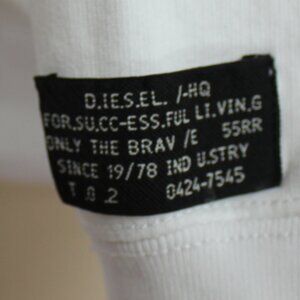 D.IE.S.EL. /-HQ
FOR.SU.CC-ESS.FUL LI.VIN.G
ONLY THE BRAV /E 55RR
SINCE 19/78 IND U.STRY
T .0 .2 0424-7545